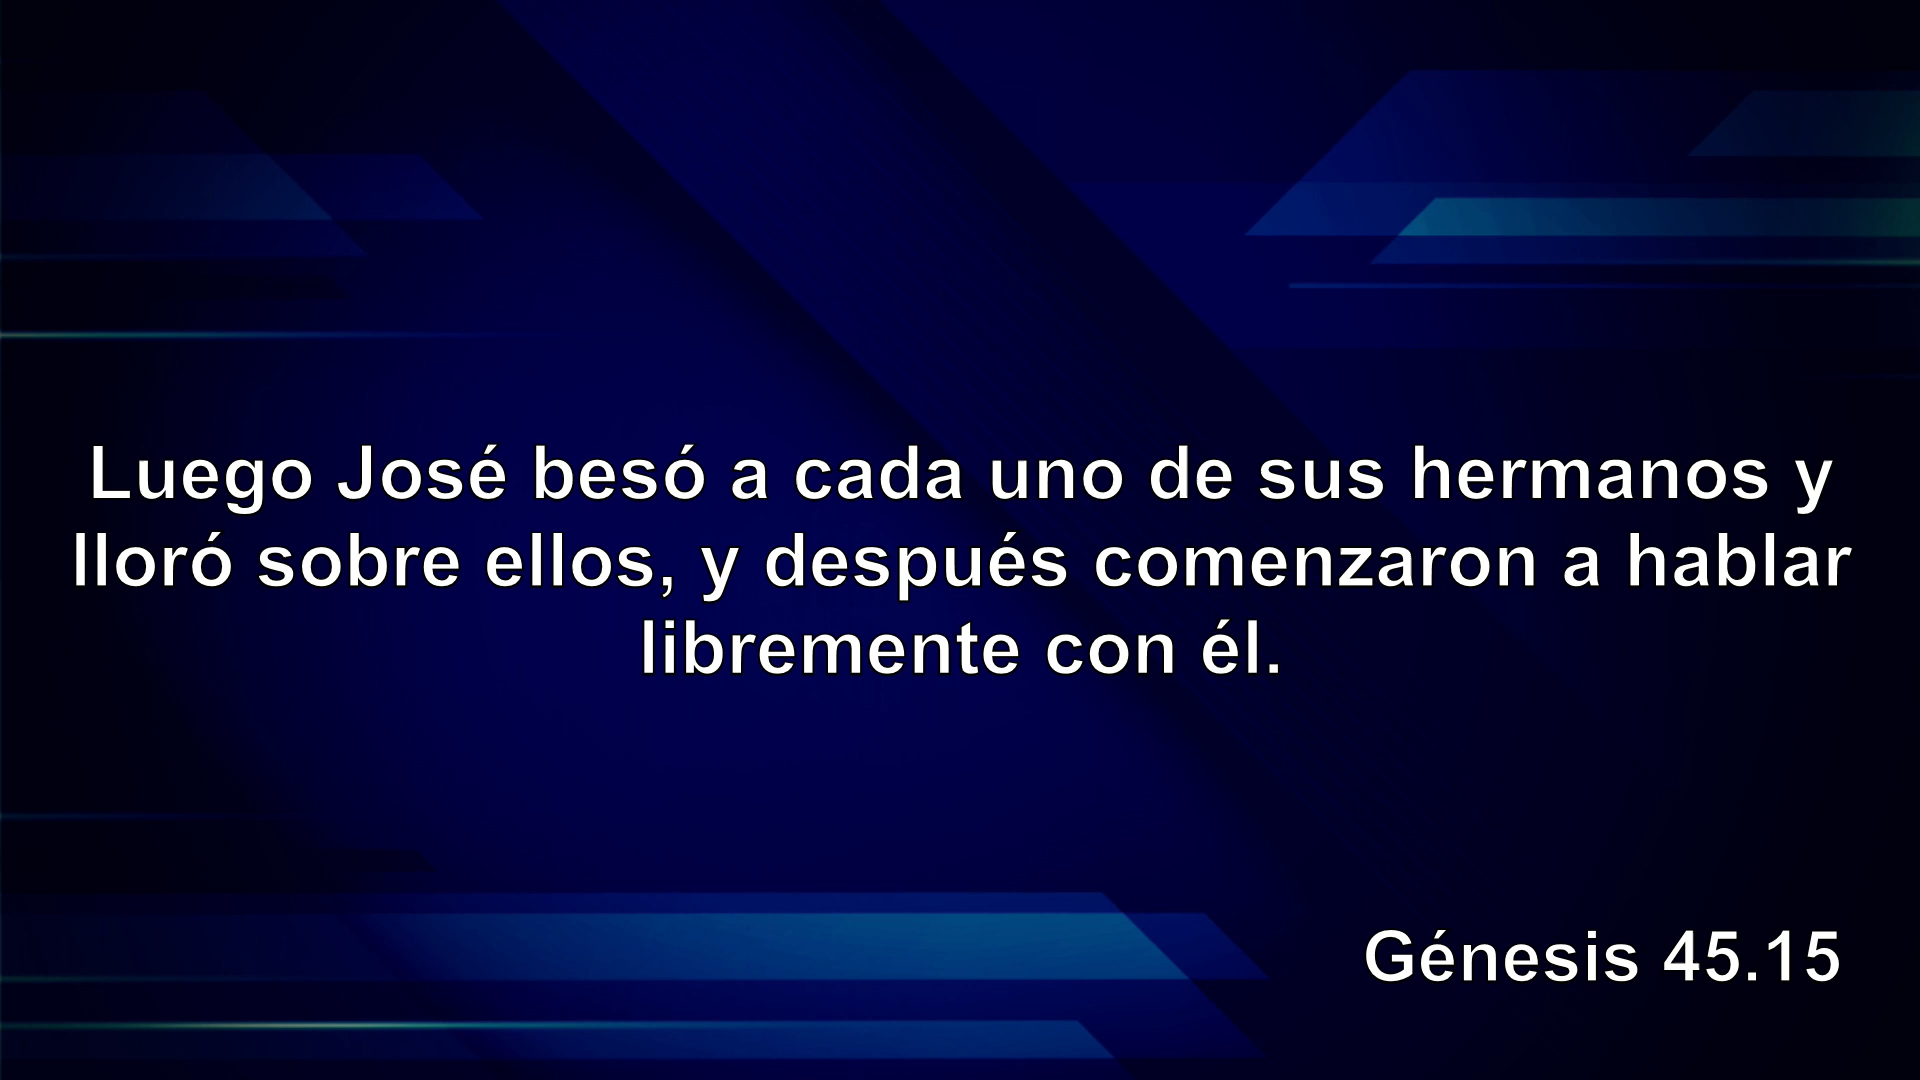 Luego José besó a cada uno de sus hermanos y
lloró sobre ellos, y después comenzaron a hablar
libremente con él.
Génesis 45.15